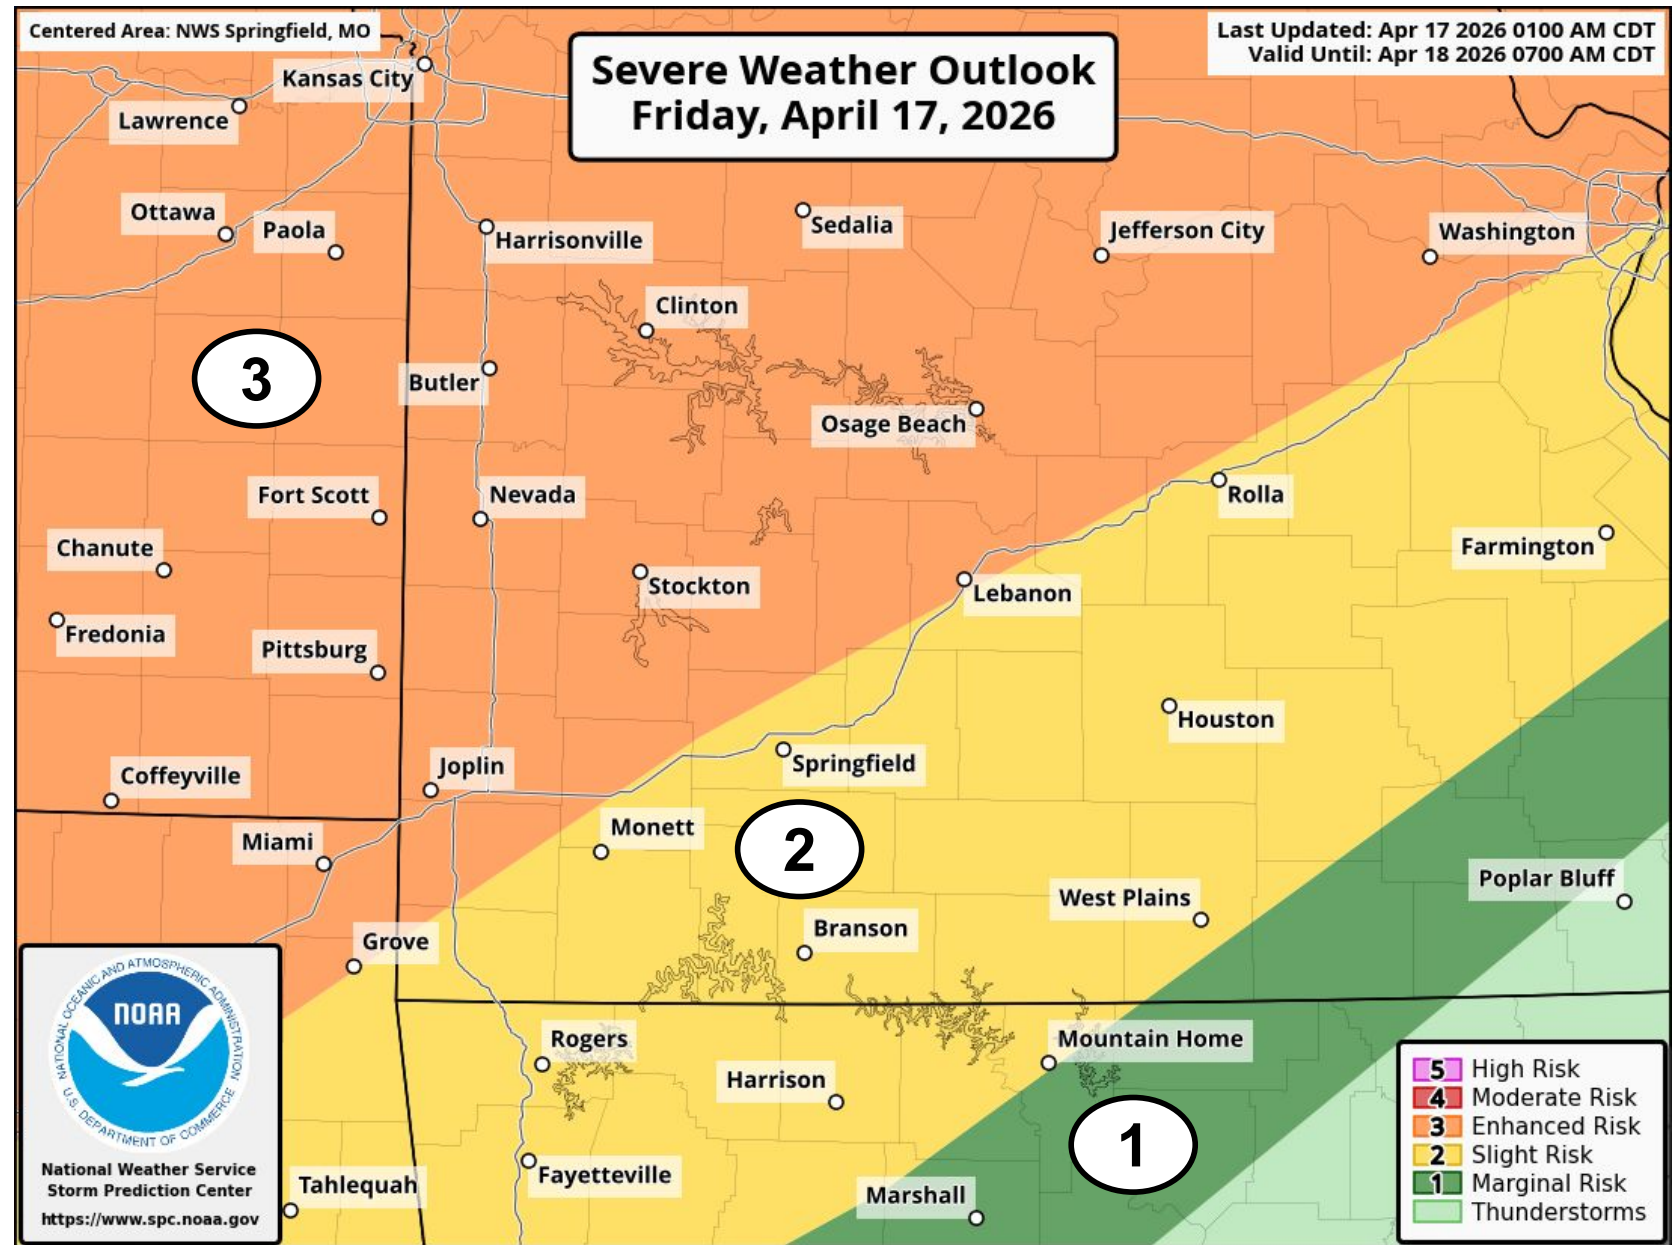 Centered Area: NWS Springfield, MO
Last Updated: Apr 17 2026 0100 AM CDT
Valid Until: Apr 18 2026 0700 AM CDT
Severe Weather Outlook
Friday, April 17, 2026
Kansas City
Lawrence
Ottawa
Paola
Harrisonville
Sedalia
Jefferson City
Washington
Clinton
3
Butler
Osage Beach
Fort Scott
Nevada
Rolla
Chanute
Farmington
Stockton
Lebanon
Fredonia
Pittsburg
Houston
Coffeyville
Joplin
Springfield
Miami
Monett
2
Poplar Bluff
West Plains
Grove
Branson
Rogers
Mountain Home
Harrison
1
Fayetteville
Tahlequah
Marshall
NATIONAL OCEANIC AND ATMOSPHERIC ADMINISTRATION
NOAA
U.S. DEPARTMENT OF COMMERCE
National Weather Service
Storm Prediction Center
https://www.spc.noaa.gov
5 High Risk
4 Moderate Risk
3 Enhanced Risk
2 Slight Risk
1 Marginal Risk
Thunderstorms